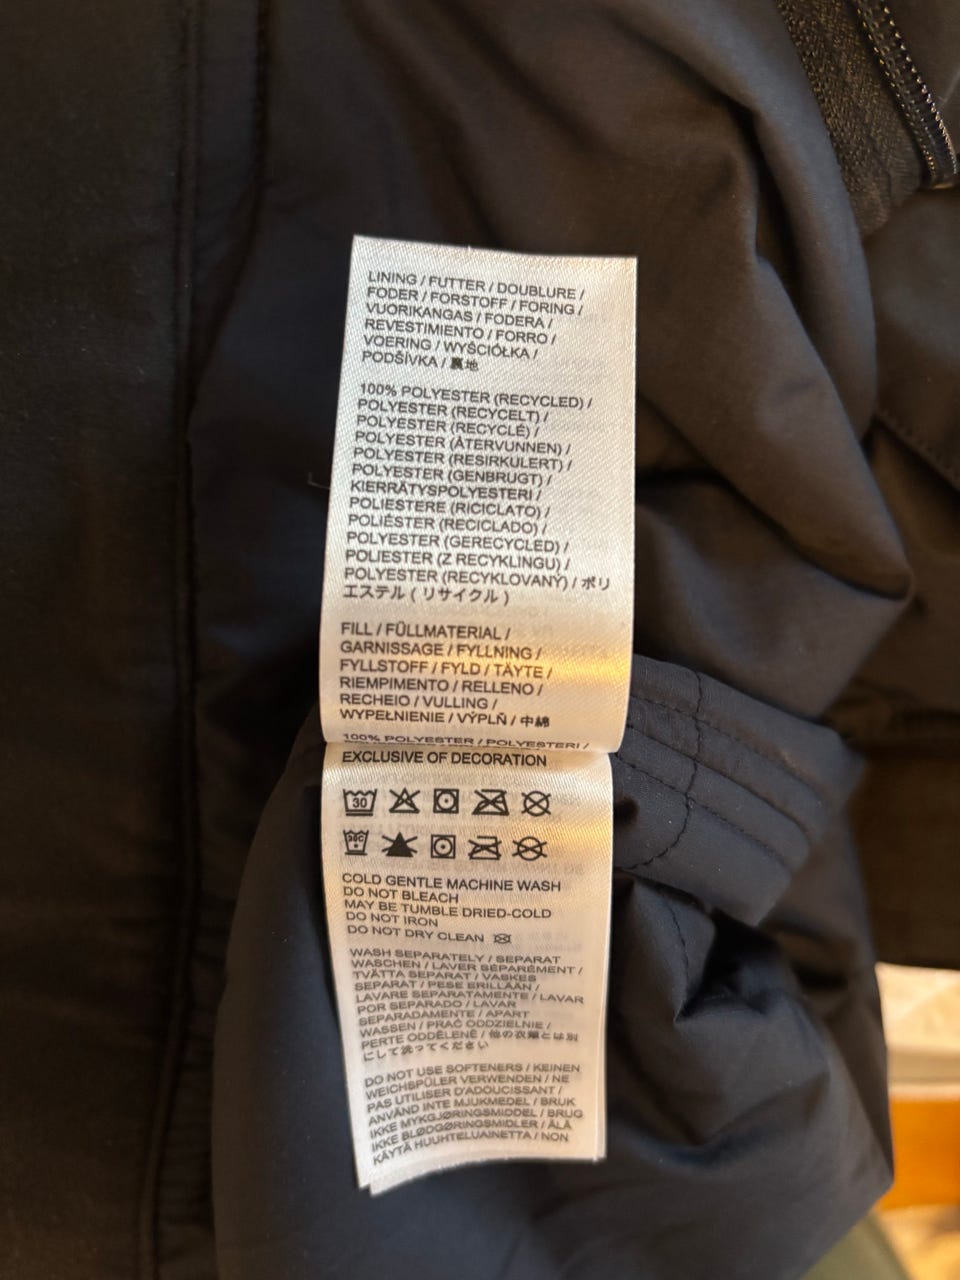 LINING / FUTTER / DOUBLURE /
FODER / FORSTOFF / FORING /
VUORIKANGAS / FODERA /
REVESTIMIENTO / FORRO /
VOERING / WYŚCIÓŁKA /
PODŠÍVKA / 裏地
100% POLYESTER (RECYCLED) /
POLYESTER (RECYCELT) /
POLYESTER (RECYCLÉ) /
POLYESTER (ÅTERVUNNEN) /
POLYESTER (RESIRKULERT) /
POLYESTER (GENBRUGT) /
KIERRÄTYSPOLYESTERI /
POLIESTERE (RICICLATO) /
POLIÉSTER (RECICLADO) /
POLYESTER (GERECYCLED) /
POLIESTER (Z RECYKLINGU) /
POLYESTER (RECYKLOVANÝ) / ポリ
エステル ( リサイクル )
FILL / FÜLLMATERIAL /
GARNISSAGE / FYLLNING /
FYLLSTOFF / FYLD / TÄYTE /
RIEMPIMENTO / RELLENO /
RECHEIO / VULLING /
WYPEŁNIENIE / VÝPLŇ / 中綿
100% POLYESTER / POLYESTERI /
EXCLUSIVE OF DECORATION
30
30C
COLD GENTLE MACHINE WASH
DO NOT BLEACH
MAY BE TUMBLE DRIED-COLD
DO NOT IRON
DO NOT DRY CLEAN
WASH SEPARATELY / SEPARAT
WASCHEN / LAVER SÉPARÉMENT /
TVÄTTA SEPARAT / VASKES
SEPARAT / PESE ERILLÄÄN /
LAVARE SEPARATAMENTE / LAVAR
POR SEPARADO / LAVAR
SEPARADAMENTE / APART
WASSEN / PRAĆ ODDZIELNIE /
PERTE ODDĚLENĚ / 他の衣類とは別
にして洗ってください
DO NOT USE SOFTENERS / KEINEN
WEICHSPÜLER VERWENDEN / NE
PAS UTILISER D'ADOUCISSANT /
ANVÄND INTE MJUKMEDEL / BRUK
IKKE MYKGJØRINGSMIDDEL / BRUG
IKKE BLØDGØRINGSMIDLER / ÄLÄ
KÄYTÄ HUUHTELUAINETTA / NON